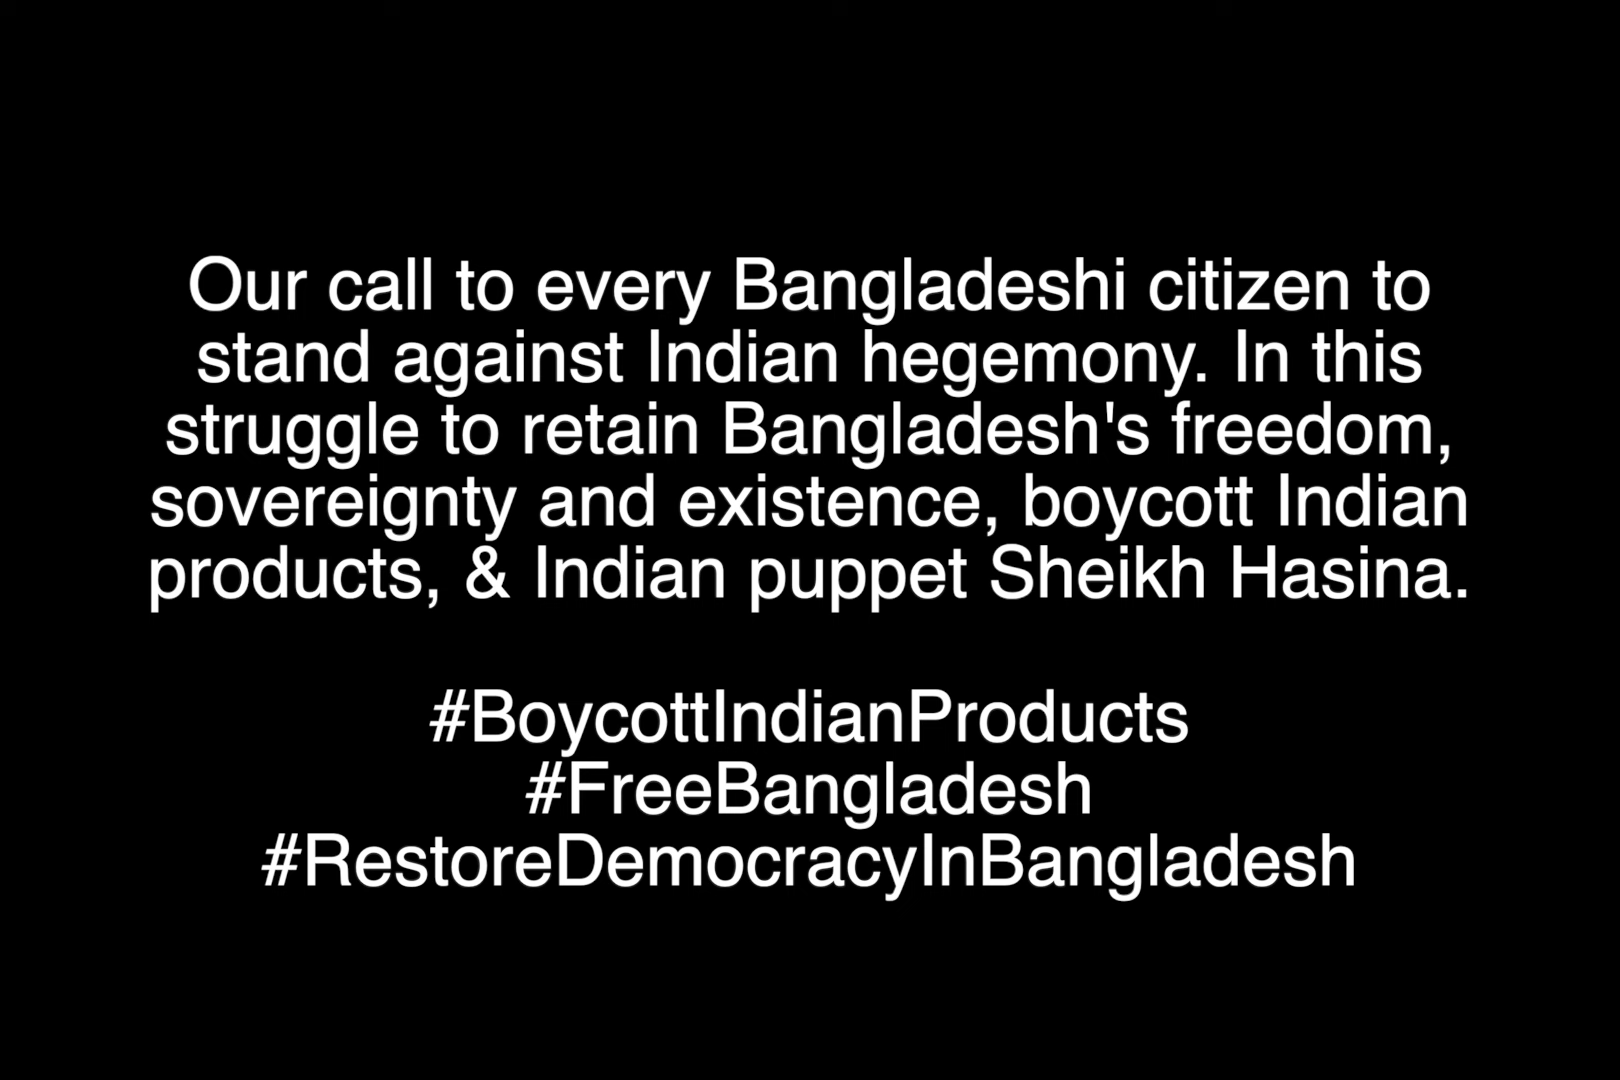 Our call to every Bangladeshi citizen to
stand against Indian hegemony. In this
struggle to retain Bangladesh's freedom,
sovereignty and existence, boycott Indian
products, & Indian puppet Sheikh Hasina.
#BoycottIndianProducts
#FreeBangladesh
#RestoreDemocracyInBangladesh